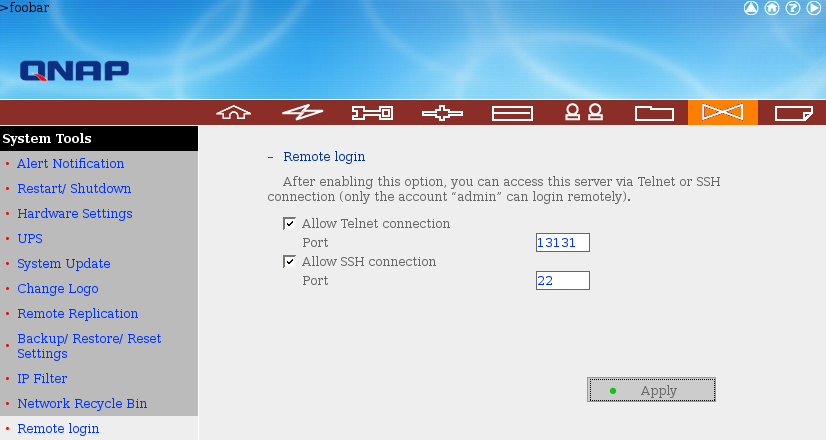 >foobar
QNAP
System Tools
• Alert Notification
• Restart/ Shutdown
• Hardware Settings
• UPS
• System Update
• Change Logo
• Remote Replication
• Backup/ Restore/ Reset
Settings
• IP Filter
• Network Recycle Bin
• Remote login
– Remote login
After enabling this option, you can access this server via Telnet or SSH
connection (only the account “admin” can login remotely).
Allow Telnet connection
Port 13131
Allow SSH connection
Port 22
Apply